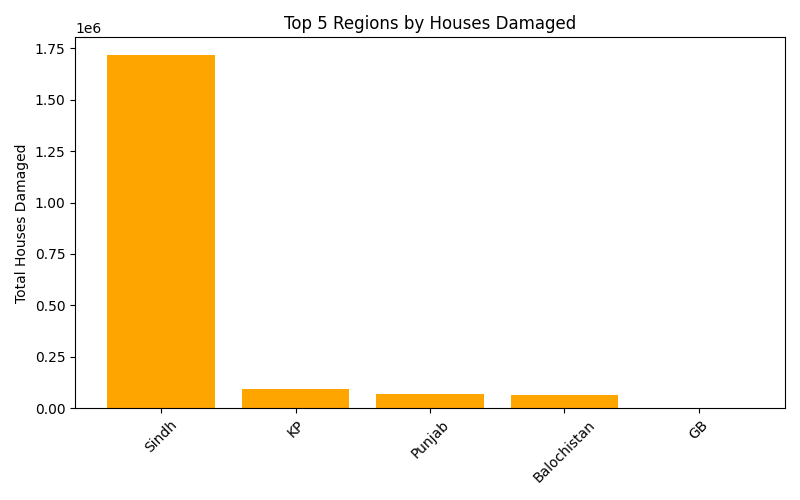 Top 5 Regions by Houses Damaged
1e6
Total Houses Damaged
1.75
1.50
1.25
1.00
0.75
0.50
0.25
0.00
Sindh
KP
Punjab
Balochistan
GB